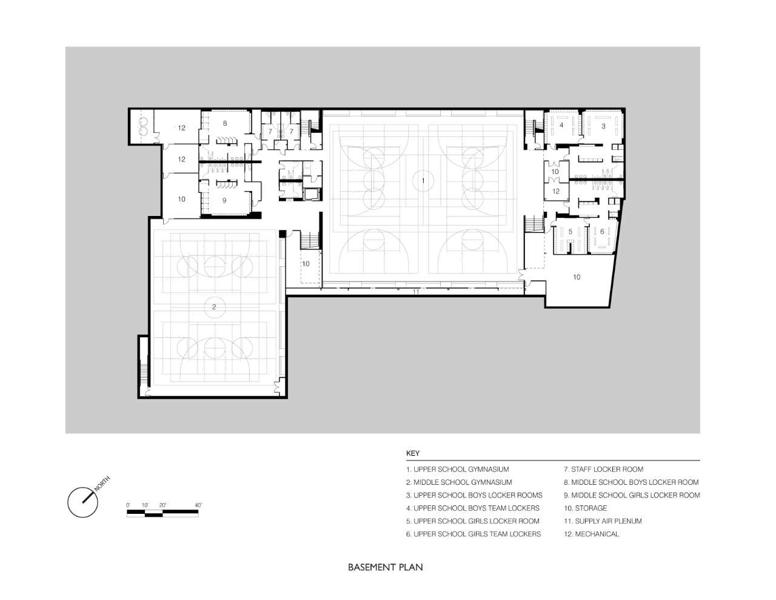 12
8
7
7
4
3
1
12
10
12
10
9
5
6
10
10
2
11
KEY
1. UPPER SCHOOL GYMNASIUM
2. MIDDLE SCHOOL GYMNASIUM
3. UPPER SCHOOL BOYS LOCKER ROOMS
4. UPPER SCHOOL BOYS TEAM LOCKERS
5. UPPER SCHOOL GIRLS LOCKER ROOM
6. UPPER SCHOOL GIRLS TEAM LOCKERS
7. STAFF LOCKER ROOM
8. MIDDLE SCHOOL BOYS LOCKER ROOM
9. MIDDLE SCHOOL GIRLS LOCKER ROOM
10. STORAGE
11. SUPPLY AIR PLENUM
12. MECHANICAL
NORTH
0' 10' 20' 40'
BASEMENT PLAN